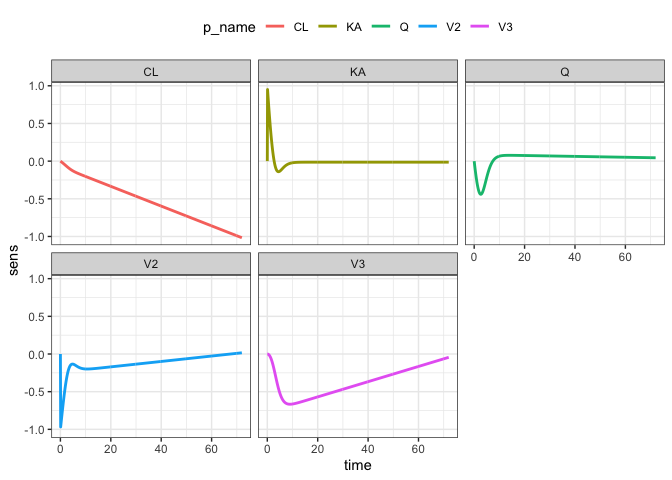 p_name CL KA Q V2 V3
CL KA Q
1.0
0.5
0.0
-0.5
-1.0
0 20 40 60
sens
V2 V3
1.0
0.5
0.0
-0.5
-1.0
0 20 40 60 0 20 40 60
time